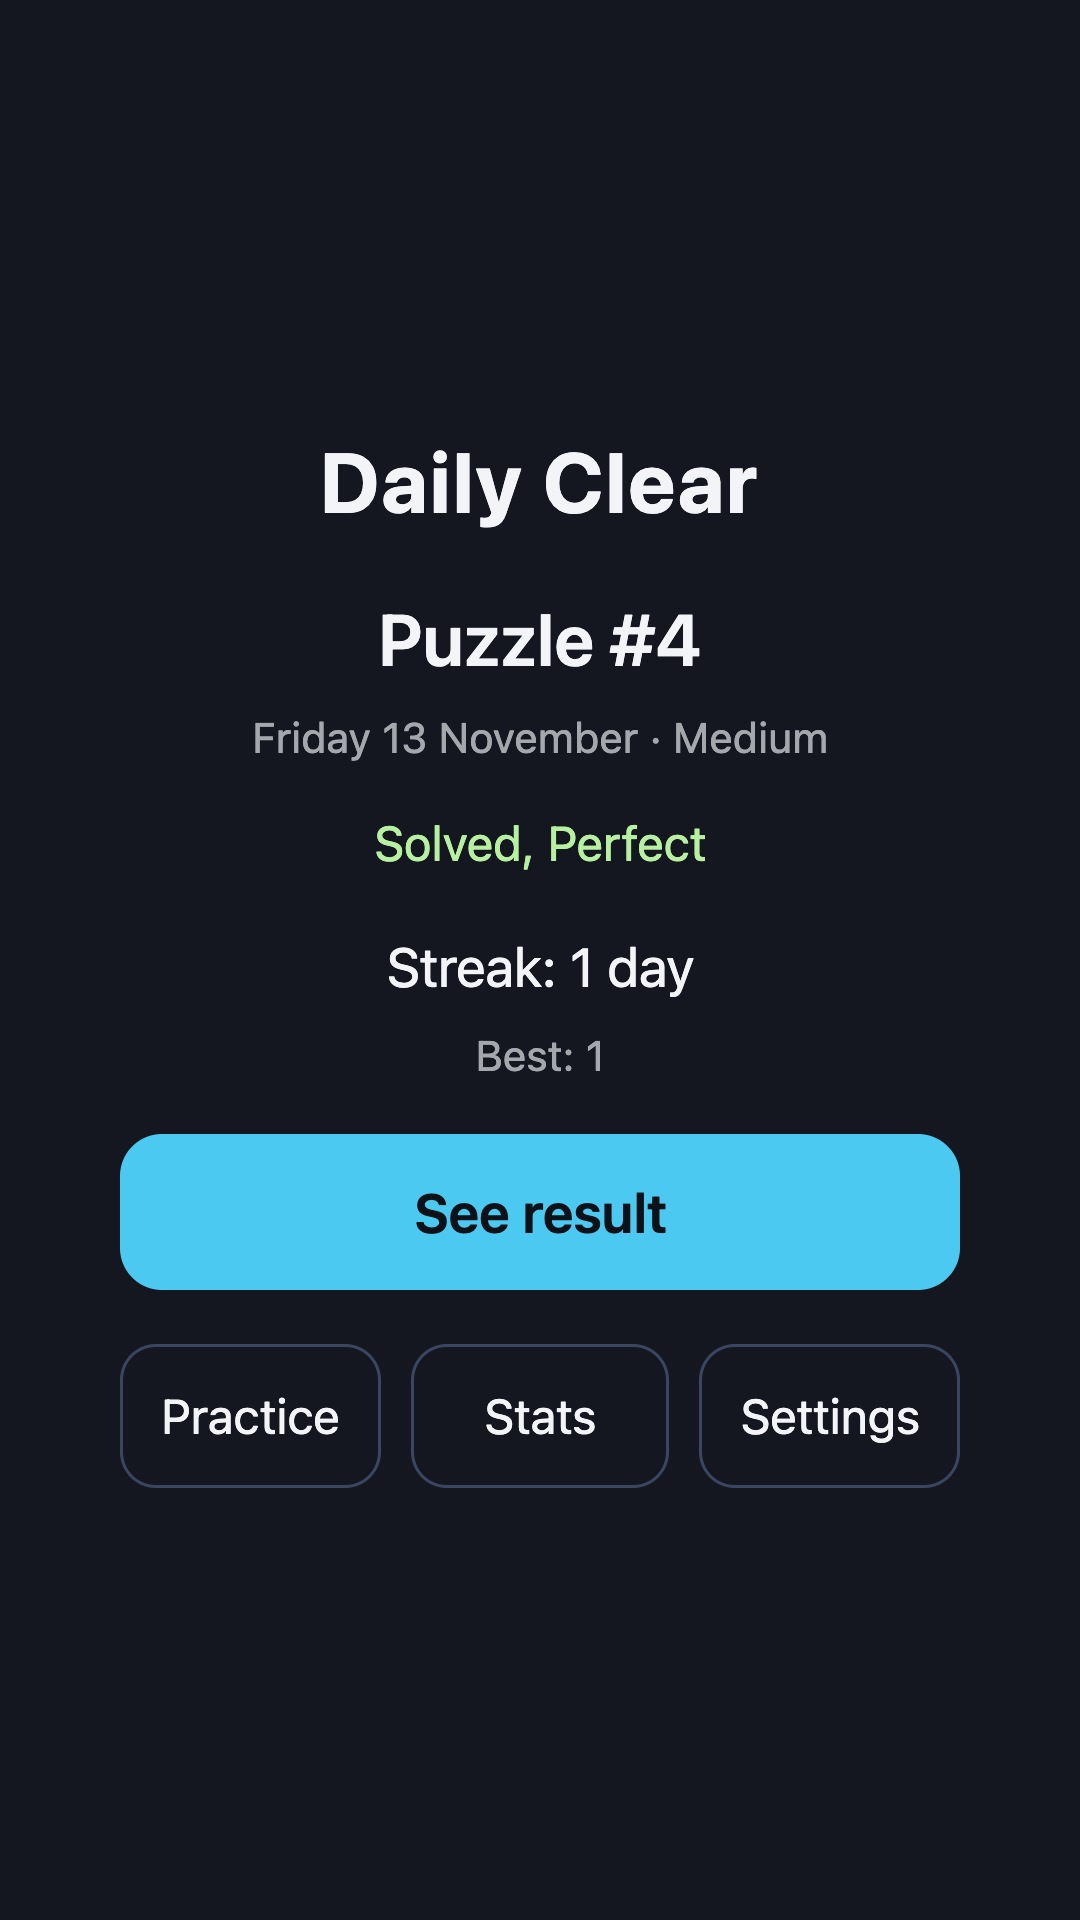 Daily Clear
Puzzle #4
Friday 13 November · Medium
Solved, Perfect
Streak: 1 day
Best: 1
See result
Practice Stats Settings